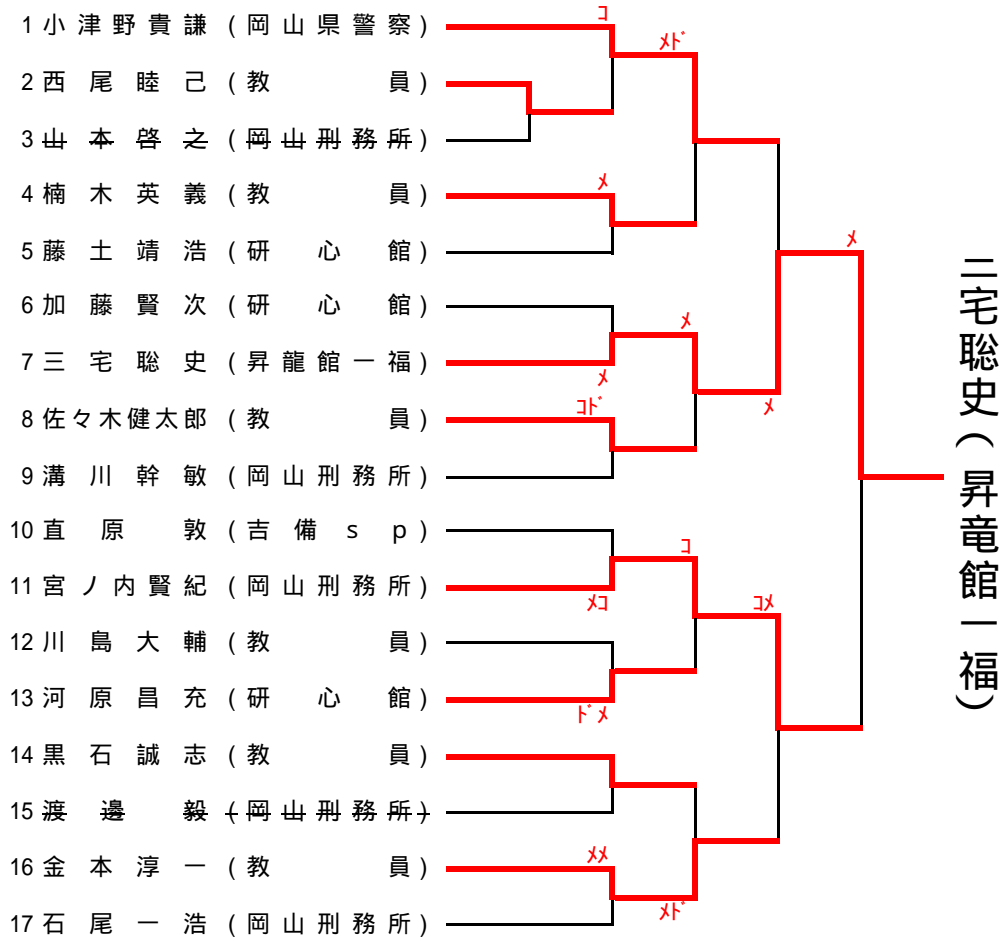 1 小津野貴謙 (岡山県警察)
コ
メド
2 西尾睦己 (教員)
3 山本啓之 (岡山刑務所)
4 楠木英義 (教員)
メ
5 藤土靖浩 (研心館)
メ
6 加藤賢次 (研心館)
メ
7 三宅聡史 (昇龍館一福)
メ
メ
8 佐々木健太郎 (教員)
コド
9 溝川幹敏 (岡山刑務所)
10 直原敦 (吉備sp)
コ
11 宮ノ内賢紀 (岡山刑務所)
メコ
コメ
12 川島大輔 (教員)
13 河原昌充 (研心館)
ドメ
14 黒石誠志 (教員)
15 渡邊毅 (岡山刑務所)
16 金本淳一 (教員)
メメ
メド
17 石尾一浩 (岡山刑務所)
三宅聡史(昇竜館一福)